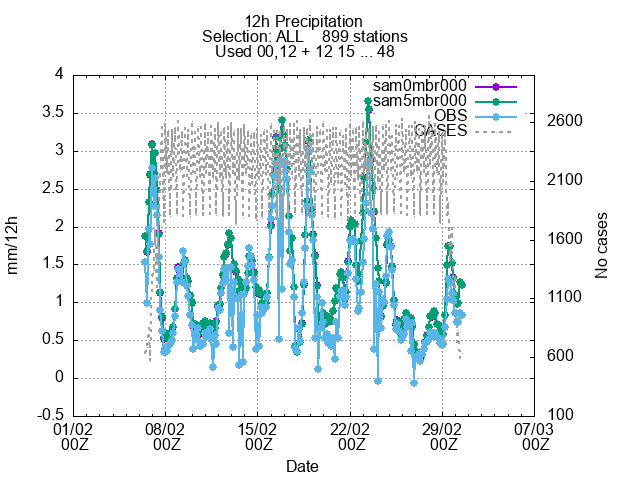 12h Precipitation
Selection: ALL    899 stations
Used 00,12 + 12 15 ... 48
sam0mbr000
sam5mbr000
OBS
CASES
mm/12h
4
3.5
3
2.5
2
1.5
1
0.5
0
-0.5
No cases
2600
2100
1600
1100
600
100
01/02 08/02 15/02 22/02 29/02 07/03
00Z 00Z 00Z 00Z 00Z 00Z
Date